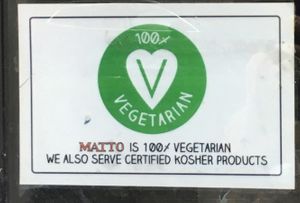 100%
V
VEGETARIAN
MATTO IS 100% VEGETARIAN
WE ALSO SERVE CERTIFIED KOSHER PRODUCTS